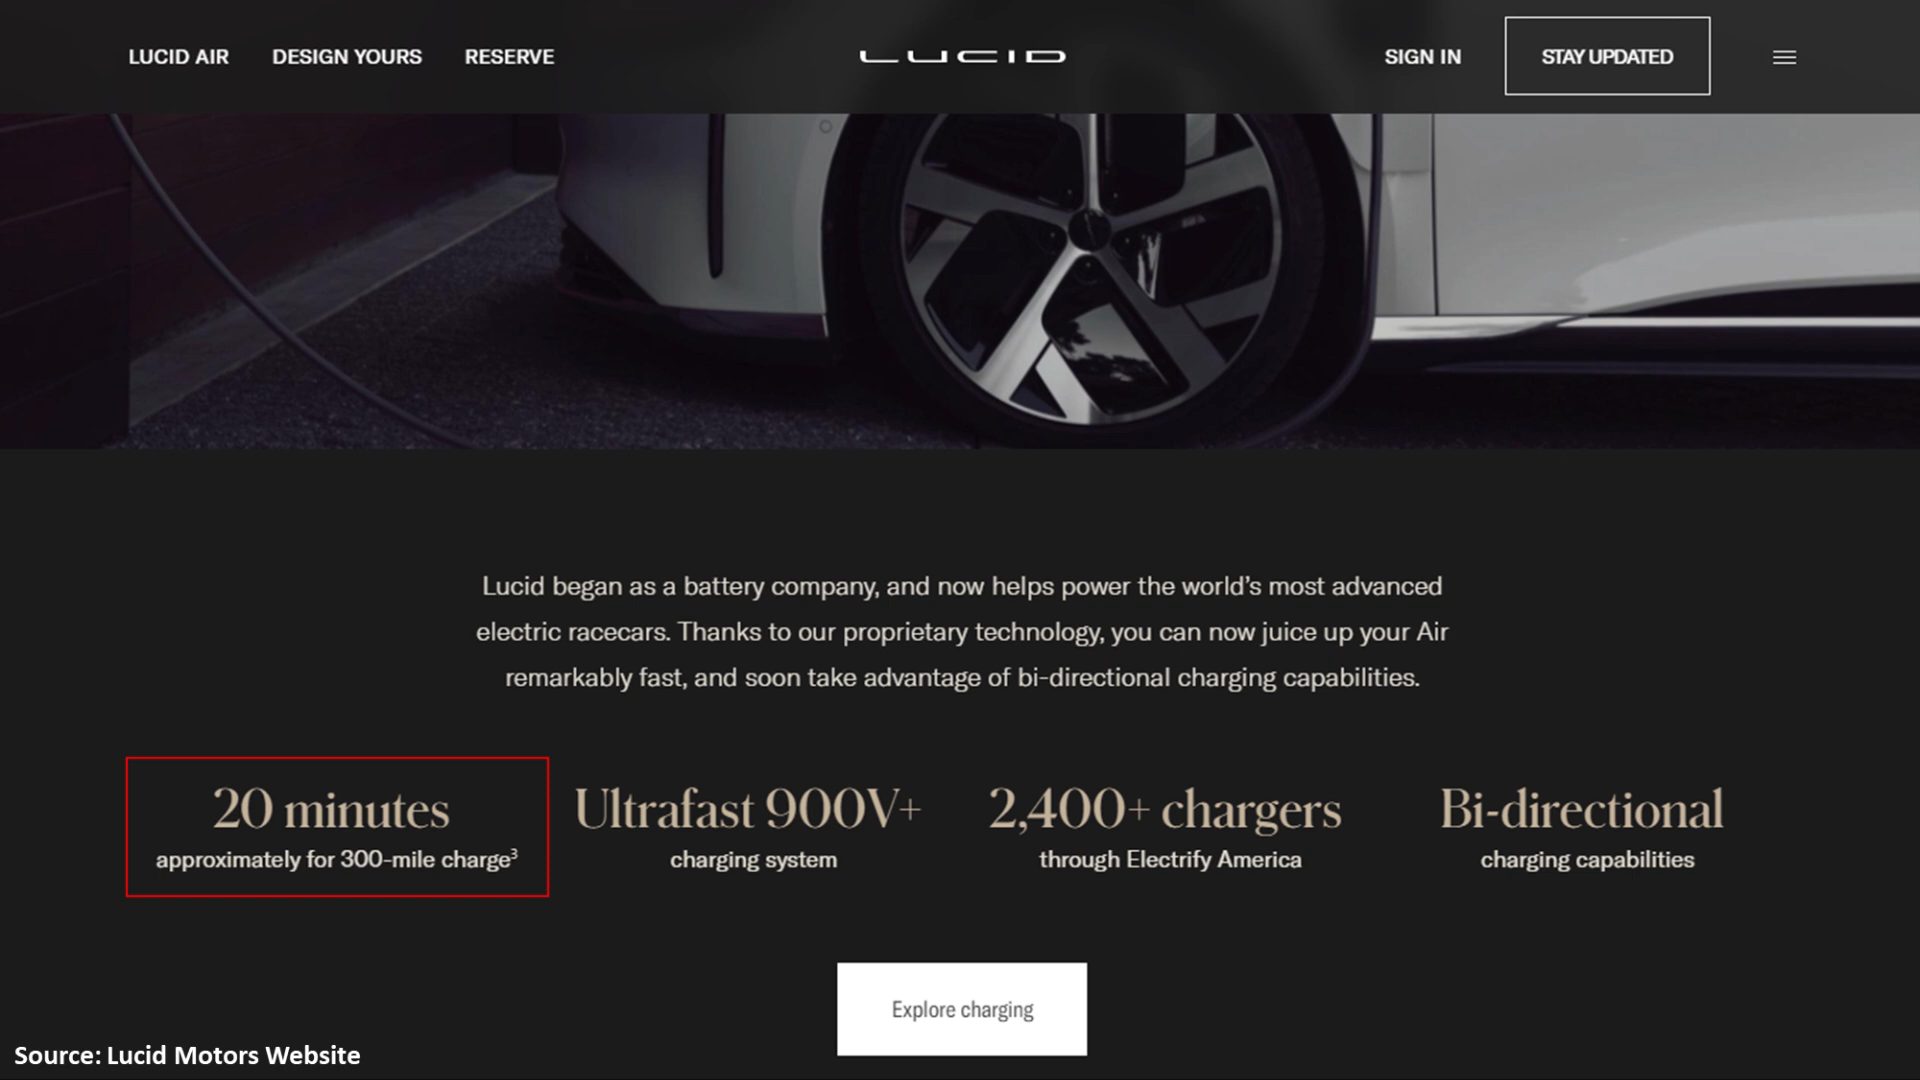 LUCID AIR DESIGN YOURS RESERVE LUCID SIGN IN STAY UPDATED
Lucid began as a battery company, and now helps power the world’s most advanced
electric racecars. Thanks to our proprietary technology, you can now juice up your Air
remarkably fast, and soon take advantage of bi-directional charging capabilities.
20 minutes
approximately for 300-mile charge³
Ultrafast 900V+
charging system
2,400+ chargers
through Electrify America
Bi-directional
charging capabilities
Explore charging
Source: Lucid Motors Website